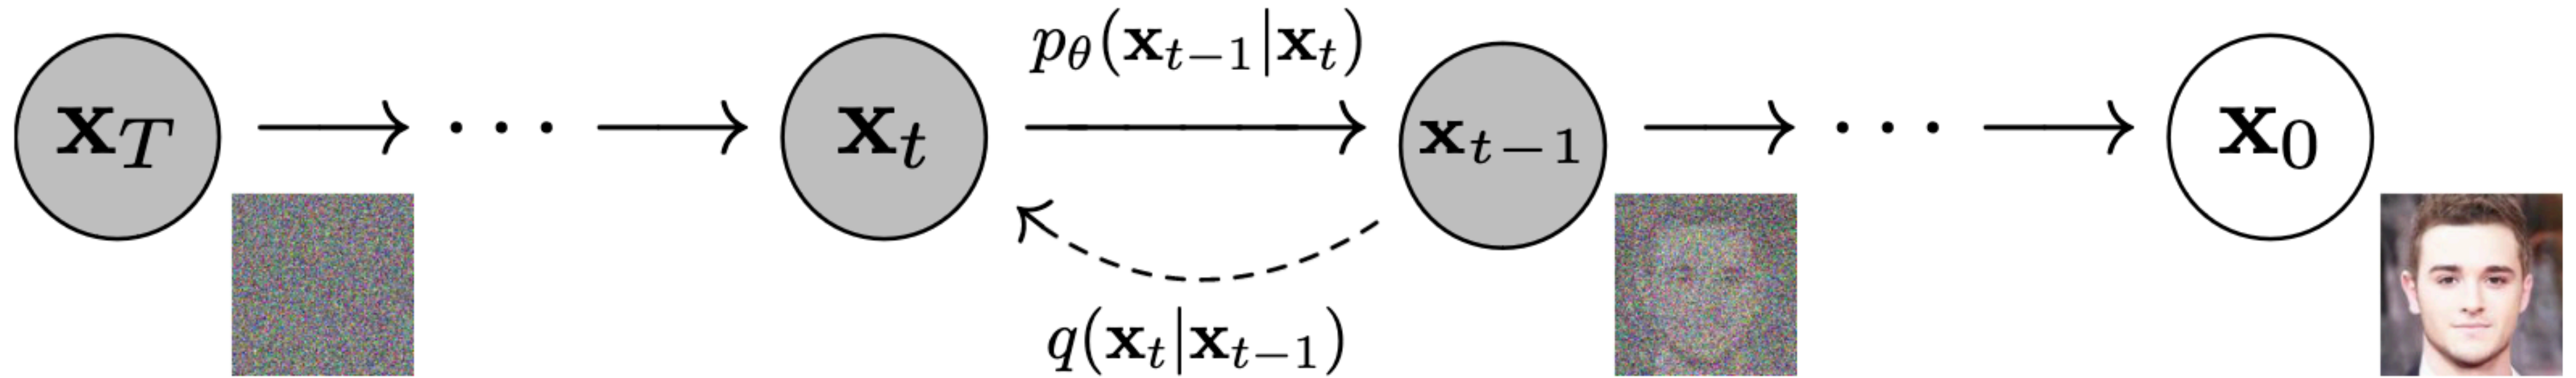 p_θ(x_{t−1}|x_t)
x_T ⟶ · · · ⟶ x_t ⟶ x_{t−1} ⟶ · · · ⟶ x_0
q(x_t|x_{t−1})